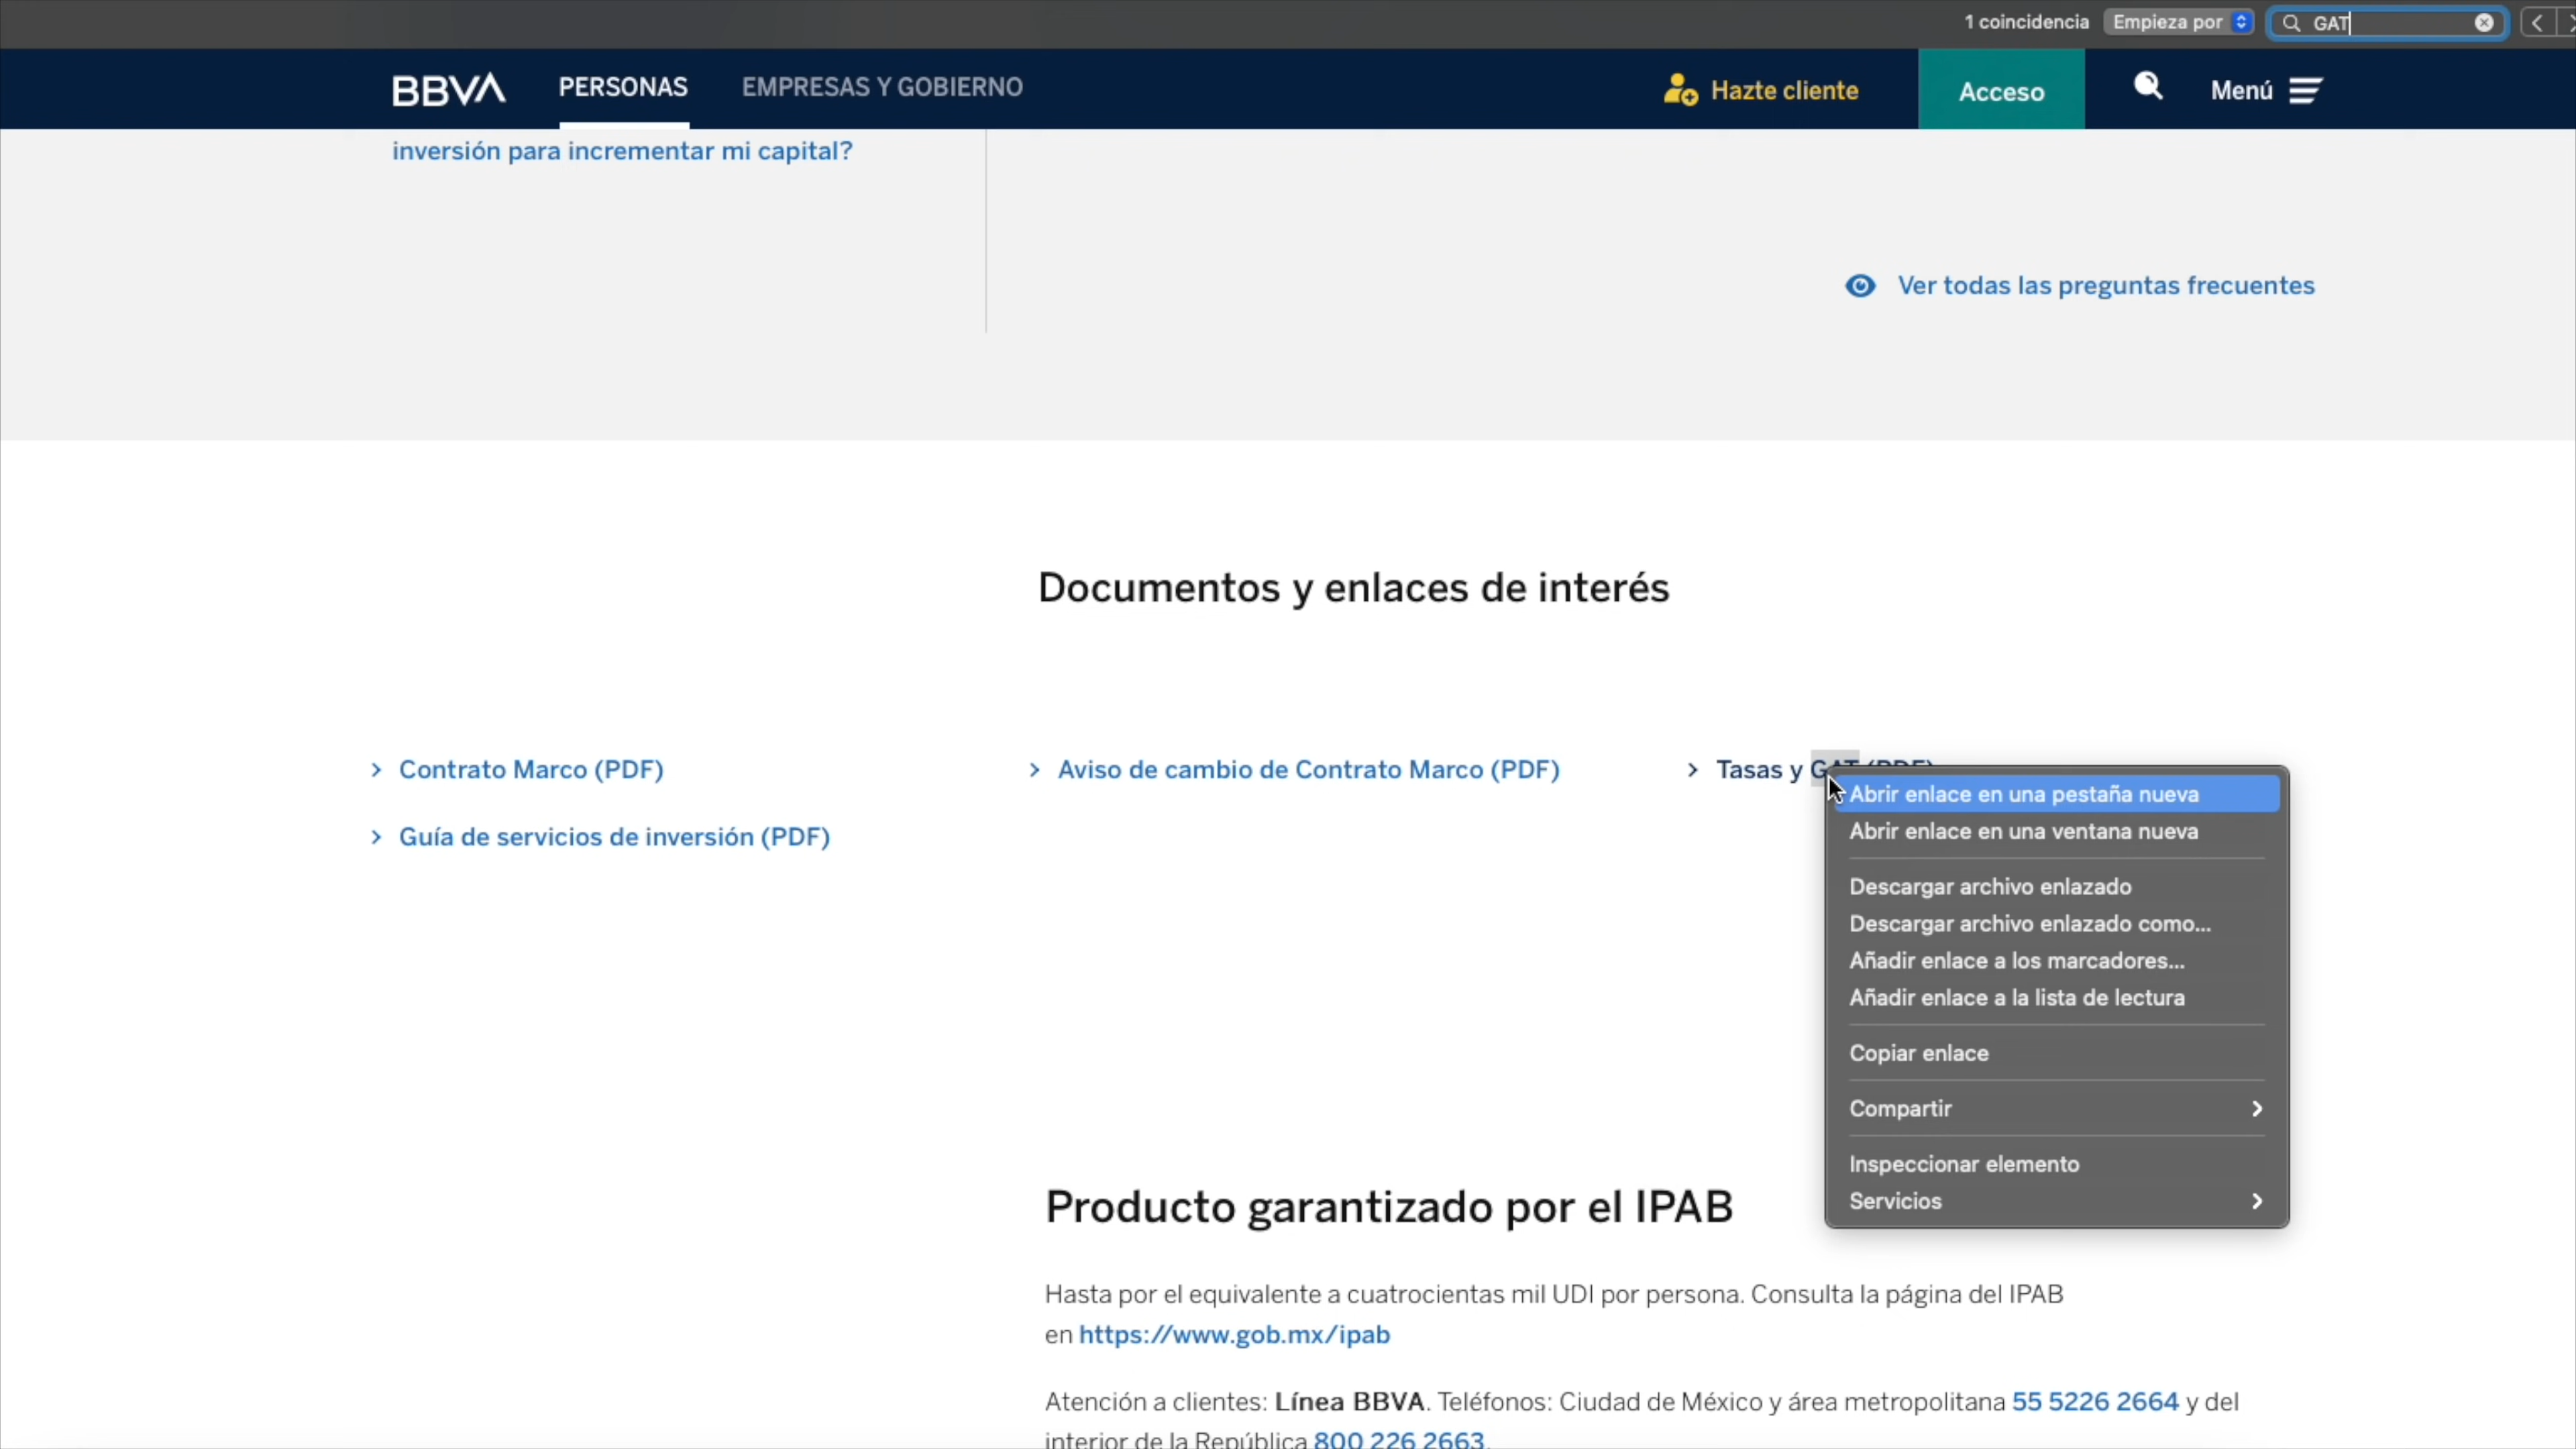 1 coincidencia
Empieza por
GAT
BBVA
PERSONAS
EMPRESAS Y GOBIERNO
Hazte cliente
Acceso
Menú
inversión para incrementar mi capital?
Ver todas las preguntas frecuentes
Documentos y enlaces de interés
Contrato Marco (PDF)
Aviso de cambio de Contrato Marco (PDF)
Tasas y GAT (PDF)
Guía de servicios de inversión (PDF)
Abrir enlace en una pestaña nueva
Abrir enlace en una ventana nueva
Descargar archivo enlazado
Descargar archivo enlazado como...
Añadir enlace a los marcadores...
Añadir enlace a la lista de lectura
Copiar enlace
Compartir
Inspeccionar elemento
Servicios
Producto garantizado por el IPAB
Hasta por el equivalente a cuatrocientas mil UDI por persona. Consulta la página del IPAB
en https://www.gob.mx/ipab
Atención a clientes: Línea BBVA. Teléfonos: Ciudad de México y área metropolitana 55 5226 2664 y del
interior de la República 800 226 2663.